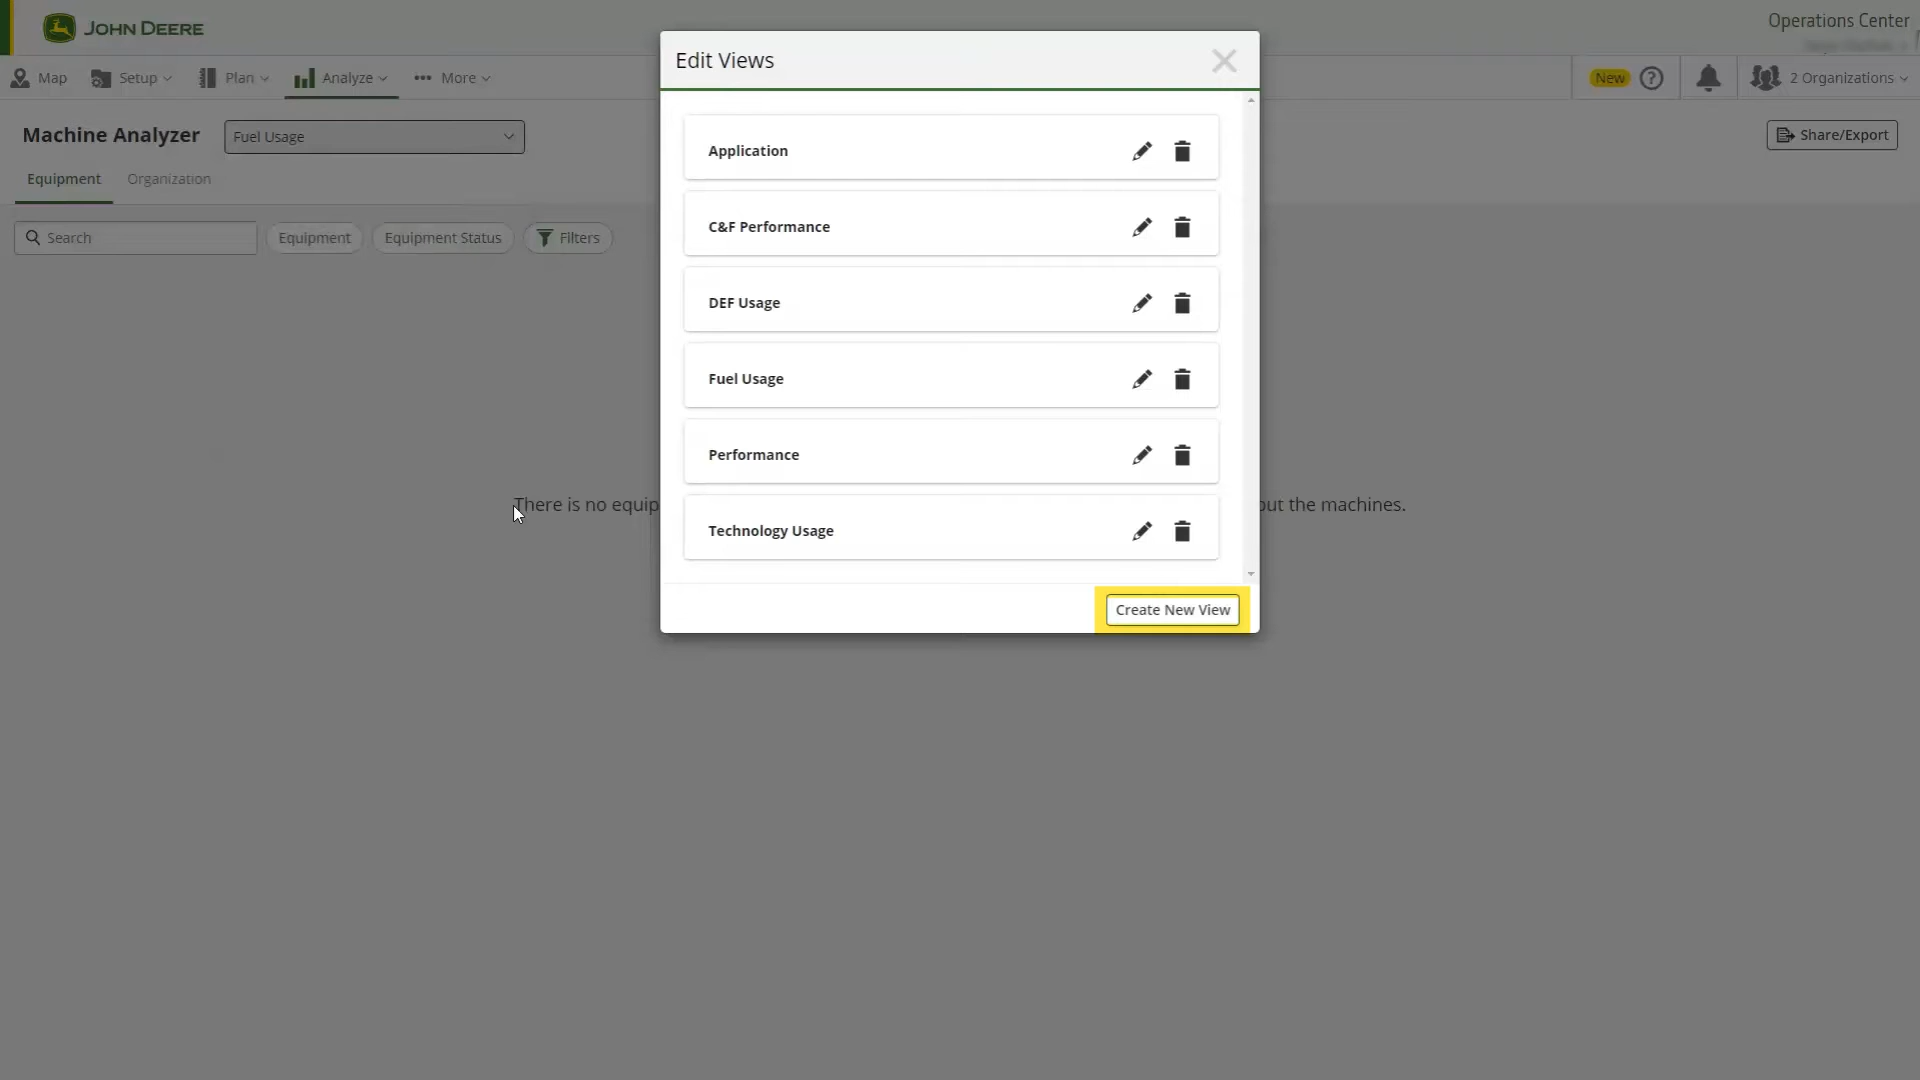 JOHN DEERE
Operations Center
Map
Setup
Plan
Analyze
More
New
?
2 Organizations
Machine Analyzer
Fuel Usage
Share/Export
Equipment
Organization
Search
Equipment
Equipment Status
Filters
Edit Views
Application
C&F Performance
DEF Usage
Fuel Usage
Performance
Technology Usage
Create New View
There is no equip
out the machines.